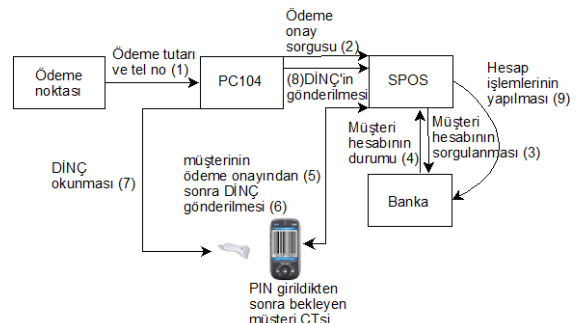 Ödeme
onay
sorgusu (2)
Ödeme tutarı
ve tel no (1)
Ödeme
noktası
PC104
(8)DİNÇ'in
gönderilmesi
SPOS
Hesap
işlemlerinin
yapılması (9)
Müşteri
hesabının
durumu (4)
Müşteri
hesabının
sorgulanması (3)
DİNÇ
okunması (7)
müşterinin
ödeme onayından (5)
sonra DİNÇ
gönderilmesi (6)
Banka
PIN girildikten
sonra bekleyen
müşteri CTsi